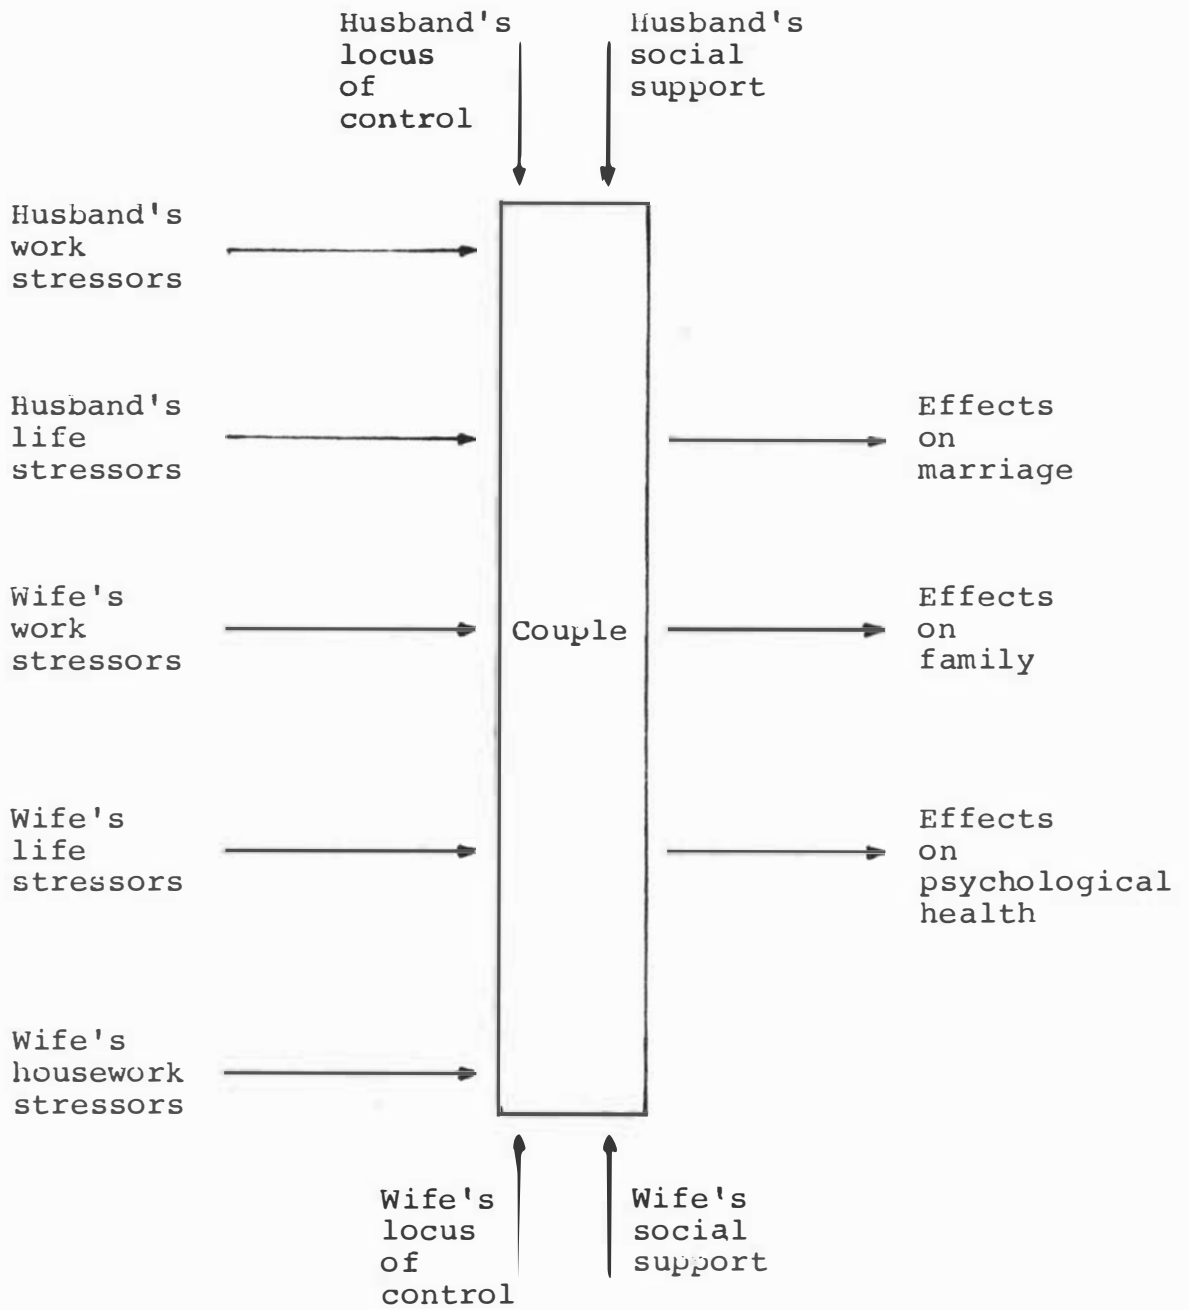 Husband's
locus
of
control
Husband's
social
support
Husband's
work
stressors
Husband's
life
stressors
Effects
on
marriage
Wife's
work
stressors
Couple
Effects
on
family
Wife's
life
stressors
Effects
on
psychological
health
Wife's
housework
stressors
Wife's
locus
of
control
Wife's
social
support